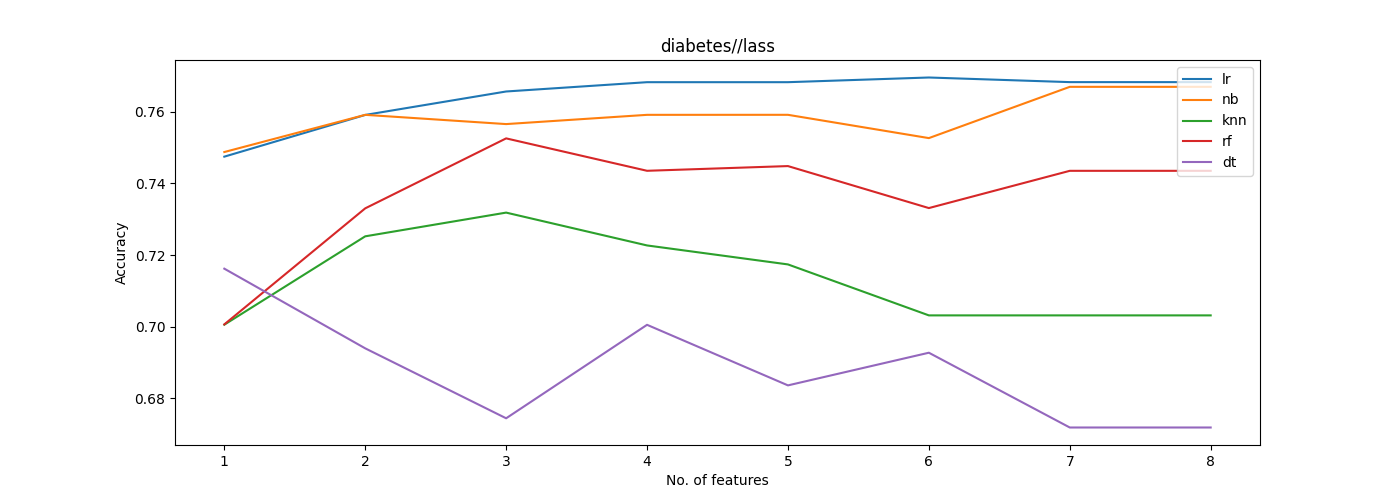 diabetes//lass
lr
nb
knn
rf
dt
Accuracy
0.76
0.74
0.72
0.70
0.68
1 2 3 4 5 6 7 8
No. of features